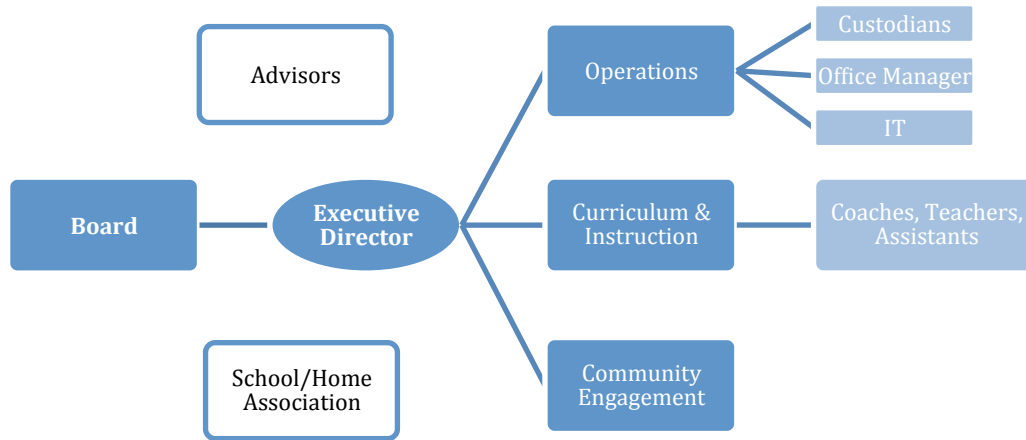 Advisors
Board
Executive
Director
School/Home
Association
Operations
Curriculum &
Instruction
Community
Engagement
Custodians
Office Manager
IT
Coaches, Teachers,
Assistants